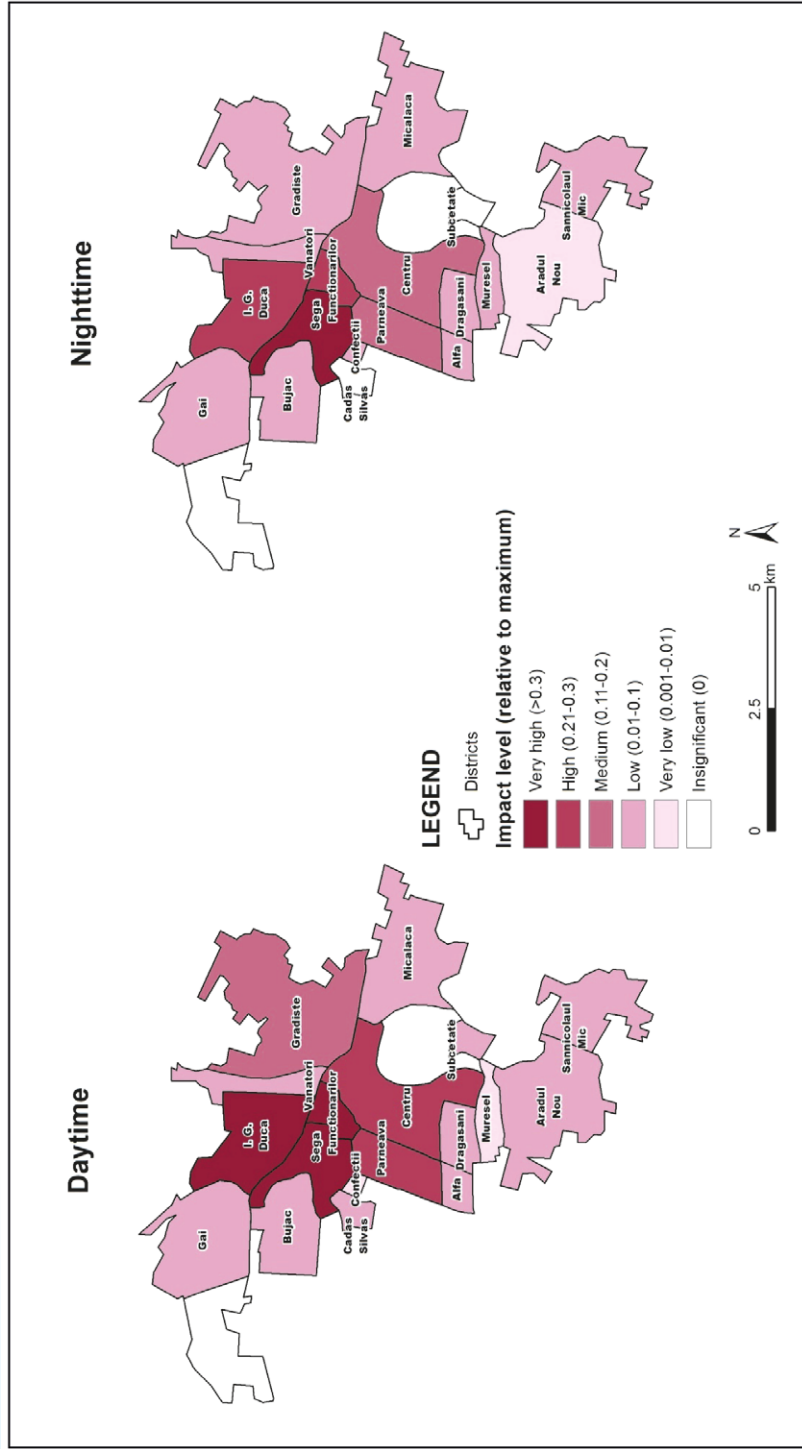 Daytime
Gai
I. G.
Duca
Bujac
Vanatori
Gradiste
Sega
Functionarilor
Cadas
Silvas
Confectii
Parneava
Centru
Micalaca
Subcetate
Alfa
Dragasani
Muresel
Aradul
Nou
Sannicolaul
Mic
Nighttime
Gai
I. G.
Duca
Bujac
Vanatori
Gradiste
Sega
Functionarilor
Cadas
Silvas
Confectii
Parneava
Centru
Micalaca
Subcetate
Alfa
Dragasani
Muresel
Aradul
Nou
Sannicolaul
Mic
LEGEND
Districts
Impact level (relative to maximum)
Very high (>0.3)
High (0.21-0.3)
Medium (0.11-0.2)
Low (0.01-0.1)
Very low (0.001-0.01)
Insignificant (0)
0 2.5 5
km
N